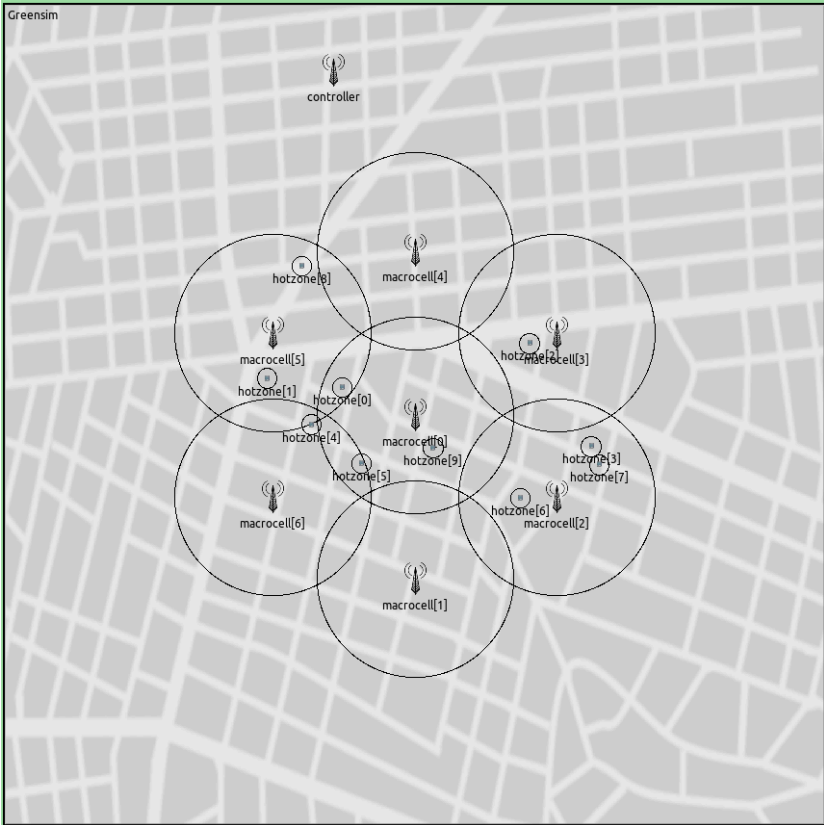 Greensim
controller
macrocell[4]
hotzone[8]
macrocell[5]
hotzone[2]
macrocell[3]
hotzone[1]
hotzone[0]
hotzone[4]
macrocell[0]
hotzone[9]
hotzone[3]
hotzone[5]
hotzone[7]
hotzone[6]
macrocell[6]
macrocell[2]
macrocell[1]